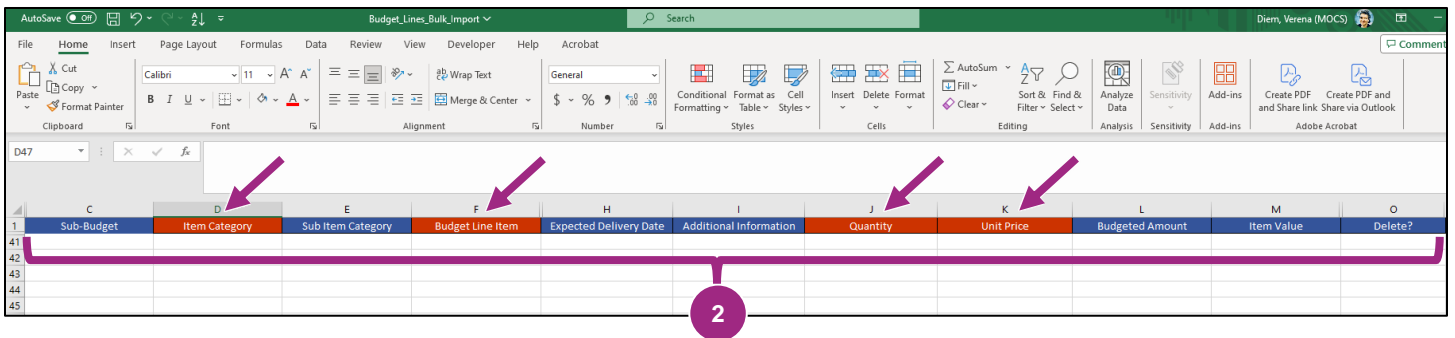 AutoSave Off Budget_Lines_Bulk_Import Search Diem, Verena (MOCS)
File Home Insert Page Layout Formulas Data Review View Developer Help Acrobat Comment
Paste Cut Copy Format Painter Clipboard
Calibri 11 A A B I U A Font
ab Wrap Text Merge & Center Alignment
General $ % 9 Number
Conditional Formatting Format as Table Cell Styles Styles
Insert Delete Format Cells
AutoSum Fill Clear Sort & Filter Find & Select Editing
Analyze Data Analysis
Sensitivity Sensitivity
Add-ins Add-ins
Create PDF and Share link Create PDF and Share via Outlook Adobe Acrobat
D47 fx
C D E F H I J K L M O
1 Sub-Budget Item Category Sub Item Category Budget Line Item Expected Delivery Date Additional Information Quantity Unit Price Budgeted Amount Item Value Delete?
41
42
43
44
45
2